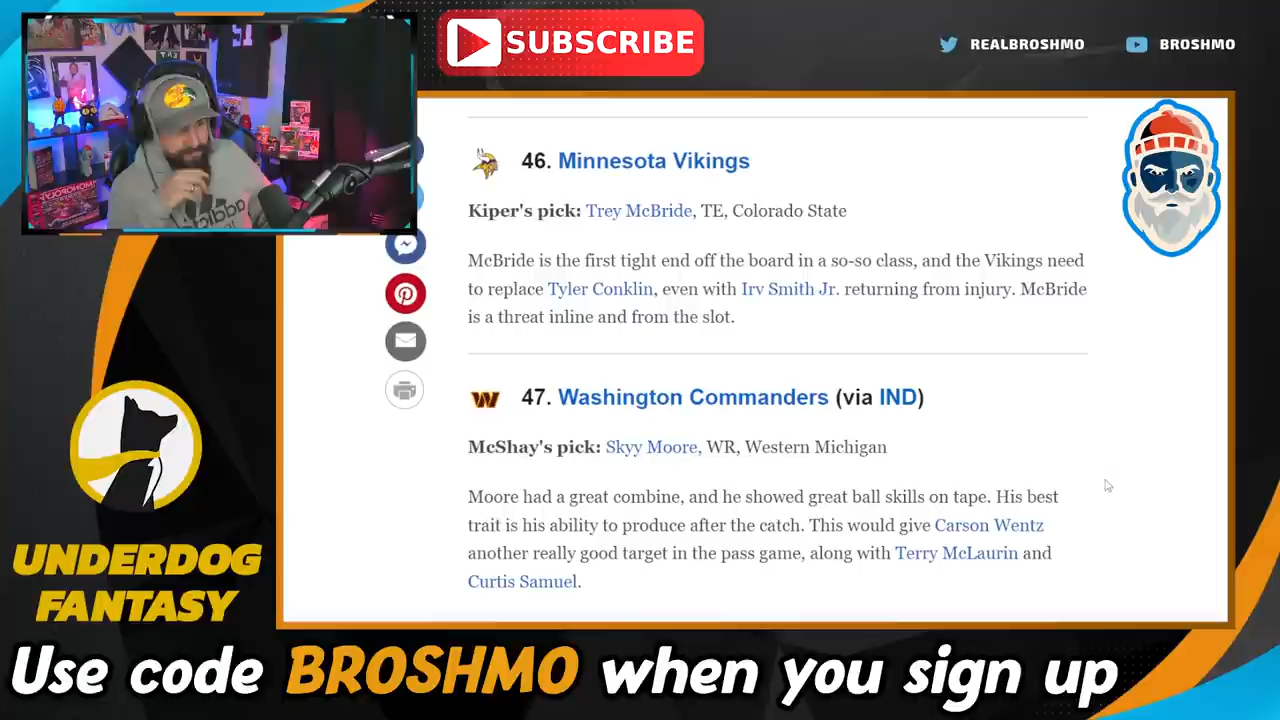 SUBSCRIBE
REALBROSHMO
BROSHMO
46. Minnesota Vikings
Kiper's pick: Trey McBride, TE, Colorado State
McBride is the first tight end off the board in a so-so class, and the Vikings need
to replace Tyler Conklin, even with Irv Smith Jr. returning from injury. McBride
is a threat inline and from the slot.
47. Washington Commanders (via IND)
McShay's pick: Skyy Moore, WR, Western Michigan
Moore had a great combine, and he showed great ball skills on tape. His best
trait is his ability to produce after the catch. This would give Carson Wentz
another really good target in the pass game, along with Terry McLaurin and
Curtis Samuel.
UNDERDOG
FANTASY
Use code BROSHMO when you sign up